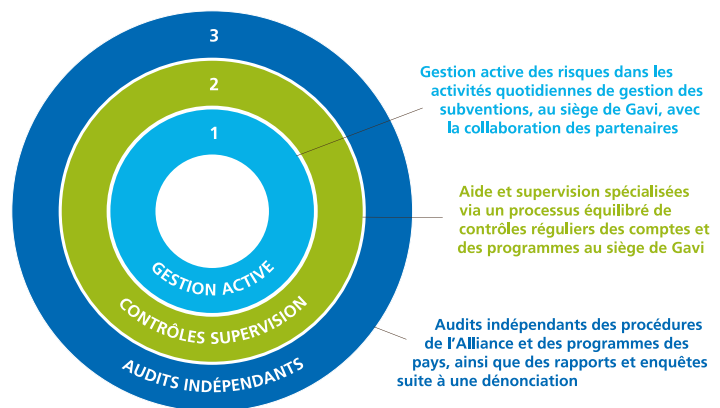 3
2
1
GESTION ACTIVE
CONTRÔLES SUPERVISION
AUDITS INDÉPENDANTS
Gestion active des risques dans les
activités quotidiennes de gestion des
subventions, au siège de Gavi, avec
la collaboration des partenaires
Aide et supervision spécialisées
via un processus équilibré de
contrôles réguliers des comptes et
des programmes au siège de Gavi
Audits indépendants des procédures
de l’Alliance et des programmes des
pays, ainsi que des rapports et enquêtes
suite à une dénonciation